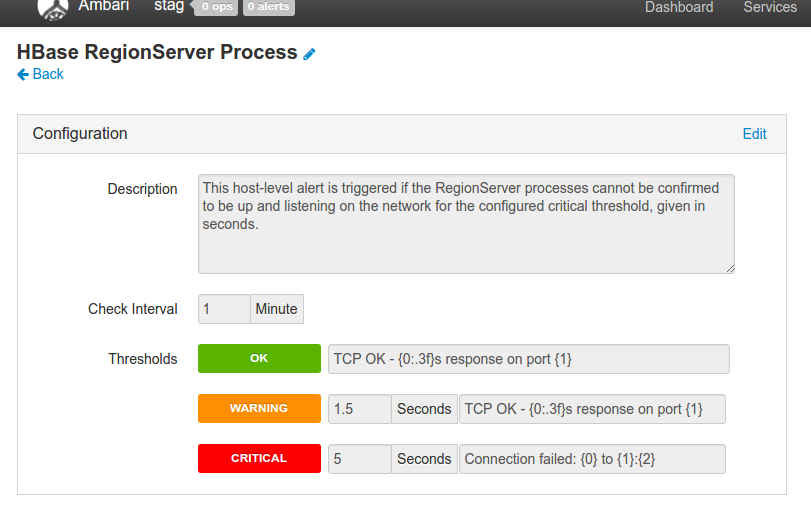 Ambari stag 0 ops 0 alerts Dashboard Services
HBase RegionServer Process
Back
Configuration Edit
Description
This host-level alert is triggered if the RegionServer processes cannot be confirmed
to be up and listening on the network for the configured critical threshold, given in
seconds.
Check Interval 1 Minute
Thresholds OK TCP OK - {0:.3f}s response on port {1}
WARNING 1.5 Seconds TCP OK - {0:.3f}s response on port {1}
CRITICAL 5 Seconds Connection failed: {0} to {1}:{2}